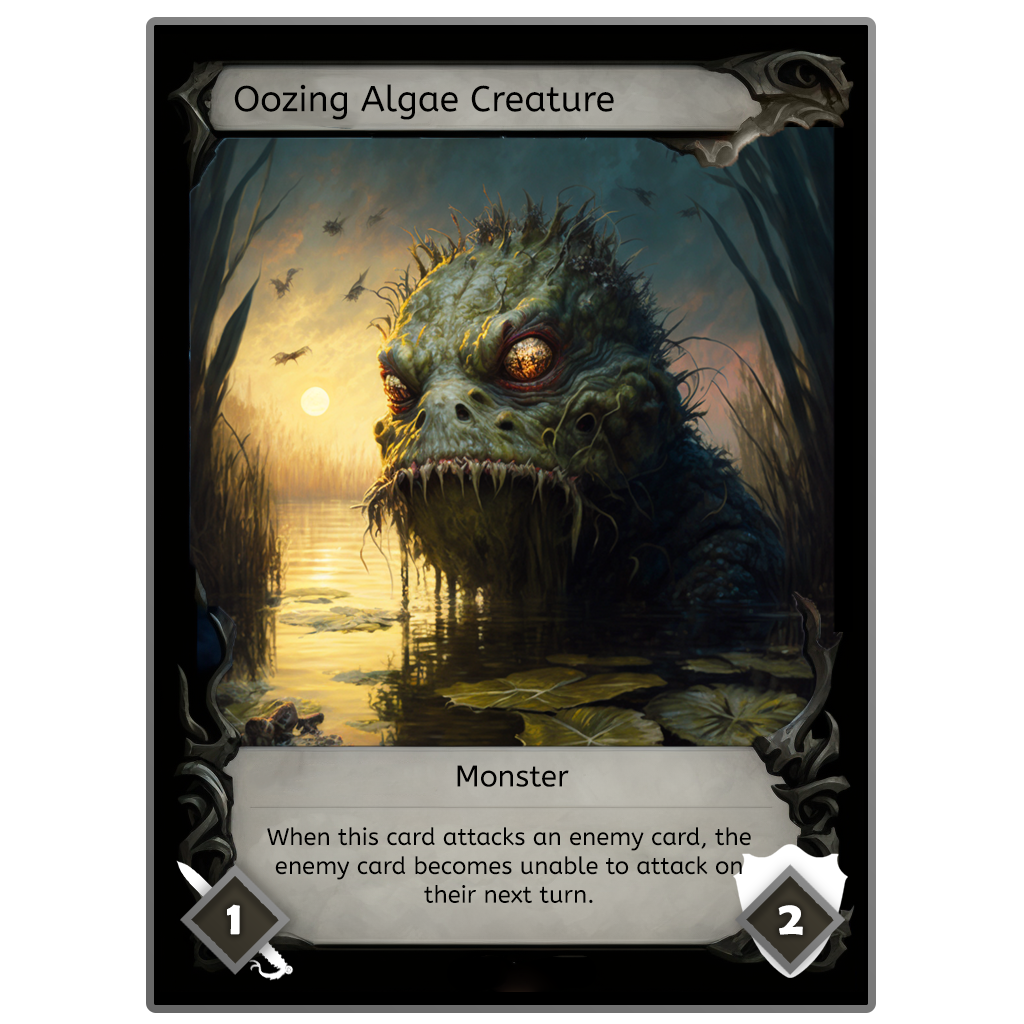 Oozing Algae Creature
Monster
When this card attacks an enemy card, the
enemy card becomes unable to attack on
their next turn.
1
2